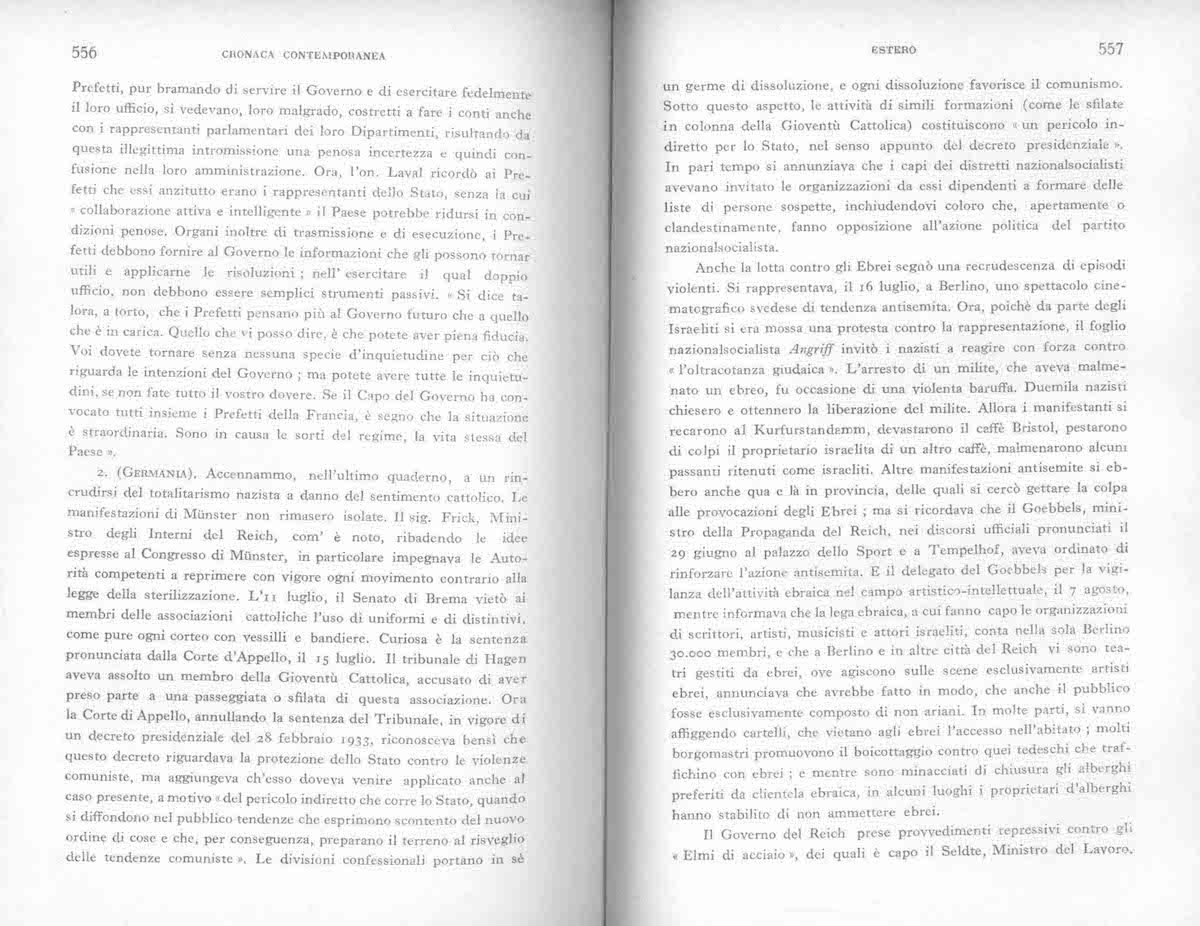 556
CRONACA CONTEMPORANEA
Prefetti, pur bramando di servire il Governo e di esercitare fedelmente
il loro ufficio, si vedevano, loro malgrado, costretti a fare i conti anche
con i rappresentanti parlamentari dei loro Dipartimenti, risultando da
questa illegittima intromissione una penosa incertezza e quindi con-
fusione nella loro amministrazione. Ora, l'on. Laval ricordò ai Pre-
fetti che essi anzitutto erano i rappresentanti dello Stato, senza la cui
« collaborazione attiva e intelligente » il Paese potrebbe ridursi in con-
dizioni penose. Organi inoltre di trasmissione e di esecuzione, i Pre-
fetti debbono fornire al Governo le informazioni che gli possono tornar
utili e applicarne le risoluzioni ; nell' esercitare il qual doppio
ufficio, non debbono essere semplici strumenti passivi. « Si dice ta-
lora, a torto, che i Prefetti pensano più al Governo futuro che a quello
che è in carica. Quello che vi posso dire, è che potete aver piena fiducia.
Voi dovete tornare senza nessuna specie d'inquietudine per ciò che
riguarda le intenzioni del Governo ; ma potete avere tutte le inquietu-
dini, se non fate tutto il vostro dovere. Se il Capo del Governo ha con-
vocato tutti insieme i Prefetti della Francia, è segno che la situazione
è straordinaria. Sono in causa le sorti del regime, la vita stessa del
Paese ».
2. (GERMANIA). Accennammo, nell'ultimo quaderno, a un rin-
crudirsi del totalitarismo nazista a danno del sentimento cattolico. Le
manifestazioni di Münster non rimasero isolate. Il sig. Frick, Mini-
stro degli Interni del Reich, com' è noto, ribadendo le idee
espresse al Congresso di Münster, in particolare impegnava le Auto-
rità competenti a reprimere con vigore ogni movimento contrario alla
legge della sterilizzazione. L'11 luglio, il Senato di Brema vietò ai
membri delle associazioni cattoliche l'uso di uniformi e di distintivi,
come pure ogni corteo con vessilli e bandiere. Curiosa è la sentenza
pronunciata dalla Corte d'Appello, il 15 luglio. Il tribunale di Hagen
aveva assolto un membro della Gioventù Cattolica, accusato di aver
preso parte a una passeggiata o sfilata di questa associazione. Ora
la Corte di Appello, annullando la sentenza del Tribunale, in vigore di
un decreto presidenziale del 28 febbraio 1933, riconosceva bensì che
questo decreto riguardava la protezione dello Stato contro le violenze
comuniste, ma aggiungeva ch'esso doveva venire applicato anche al
caso presente, a motivo « del pericolo indiretto che corre lo Stato, quando
si diffondono nel pubblico tendenze che esprimono scontento del nuovo
ordine di cose e che, per conseguenza, preparano il terreno al risveglio
delle tendenze comuniste ». Le divisioni confessionali portano in sè
ESTERO
557
un germe di dissoluzione, e ogni dissoluzione favorisce il comunismo.
Sotto questo aspetto, le attività di simili formazioni (come le sfilate
in colonna della Gioventù Cattolica) costituiscono « un pericolo in-
diretto per lo Stato, nel senso appunto del decreto presidenziale ».
In pari tempo si annunziava che i capi dei distretti nazionalsocialisti
avevano invitato le organizzazioni da essi dipendenti a formare delle
liste di persone sospette, inchiudendovi coloro che, apertamente o
clandestinamente, fanno opposizione all'azione politica del partito
nazionalsocialista.
Anche la lotta contro gli Ebrei segnò una recrudescenza di episodi
violenti. Si rappresentava, il 16 luglio, a Berlino, uno spettacolo cine-
matografico svedese di tendenza antisemita. Ora, poichè da parte degli
Israeliti si era mossa una protesta contro la rappresentazione, il foglio
nazionalsocialista Angriff invitò i nazisti a reagire con forza contro
« l'oltracotanza giudaica ». L'arresto di un milite, che aveva malme-
nato un ebreo, fu occasione di una violenta baruffa. Duemila nazisti
chiesero e ottennero la liberazione del milite. Allora i manifestanti si
recarono al Kurfurstandamm, devastarono il caffè Bristol, pestarono
di colpi il proprietario israelita di un altro caffè, malmenarono alcuni
passanti ritenuti come israeliti. Altre manifestazioni antisemite si eb-
bero anche qua e là in provincia, delle quali si cercò gettare la colpa
alle provocazioni degli Ebrei ; ma si ricordava che il Goebbels, mini-
stro della Propaganda del Reich, nei discorsi ufficiali pronunciati il
29 giugno al palazzo dello Sport e a Tempelhof, aveva ordinato di
rinforzare l'azione antisemita. E il delegato del Goebbels per la vigi-
lanza dell'attività ebraica nel campo artistico-intellettuale, il 7 agosto,
mentre informava che la lega ebraica, a cui fanno capo le organizzazioni
di scrittori, artisti, musicisti e attori israeliti, conta nella sola Berlino
30.000 membri, e che a Berlino e in altre città del Reich vi sono tea-
tri gestiti da ebrei, ove agiscono sulle scene esclusivamente artisti
ebrei, annunciava che avrebbe fatto in modo, che anche il pubblico
fosse esclusivamente composto di non ariani. In molte parti, si vanno
affiggendo cartelli, che vietano agli ebrei l'accesso nell'abitato ; molti
borgomastri promuovono il boicottaggio contro quei tedeschi che traf-
fichino con ebrei ; e mentre sono minacciati di chiusura gli alberghi
preferiti da clientela ebraica, in alcuni luoghi i proprietari d'alberghi
hanno stabilito di non ammettere ebrei.
Il Governo del Reich prese provvedimenti repressivi contro gli
« Elmi di acciaio », dei quali è capo il Seldte, Ministro del Lavoro.